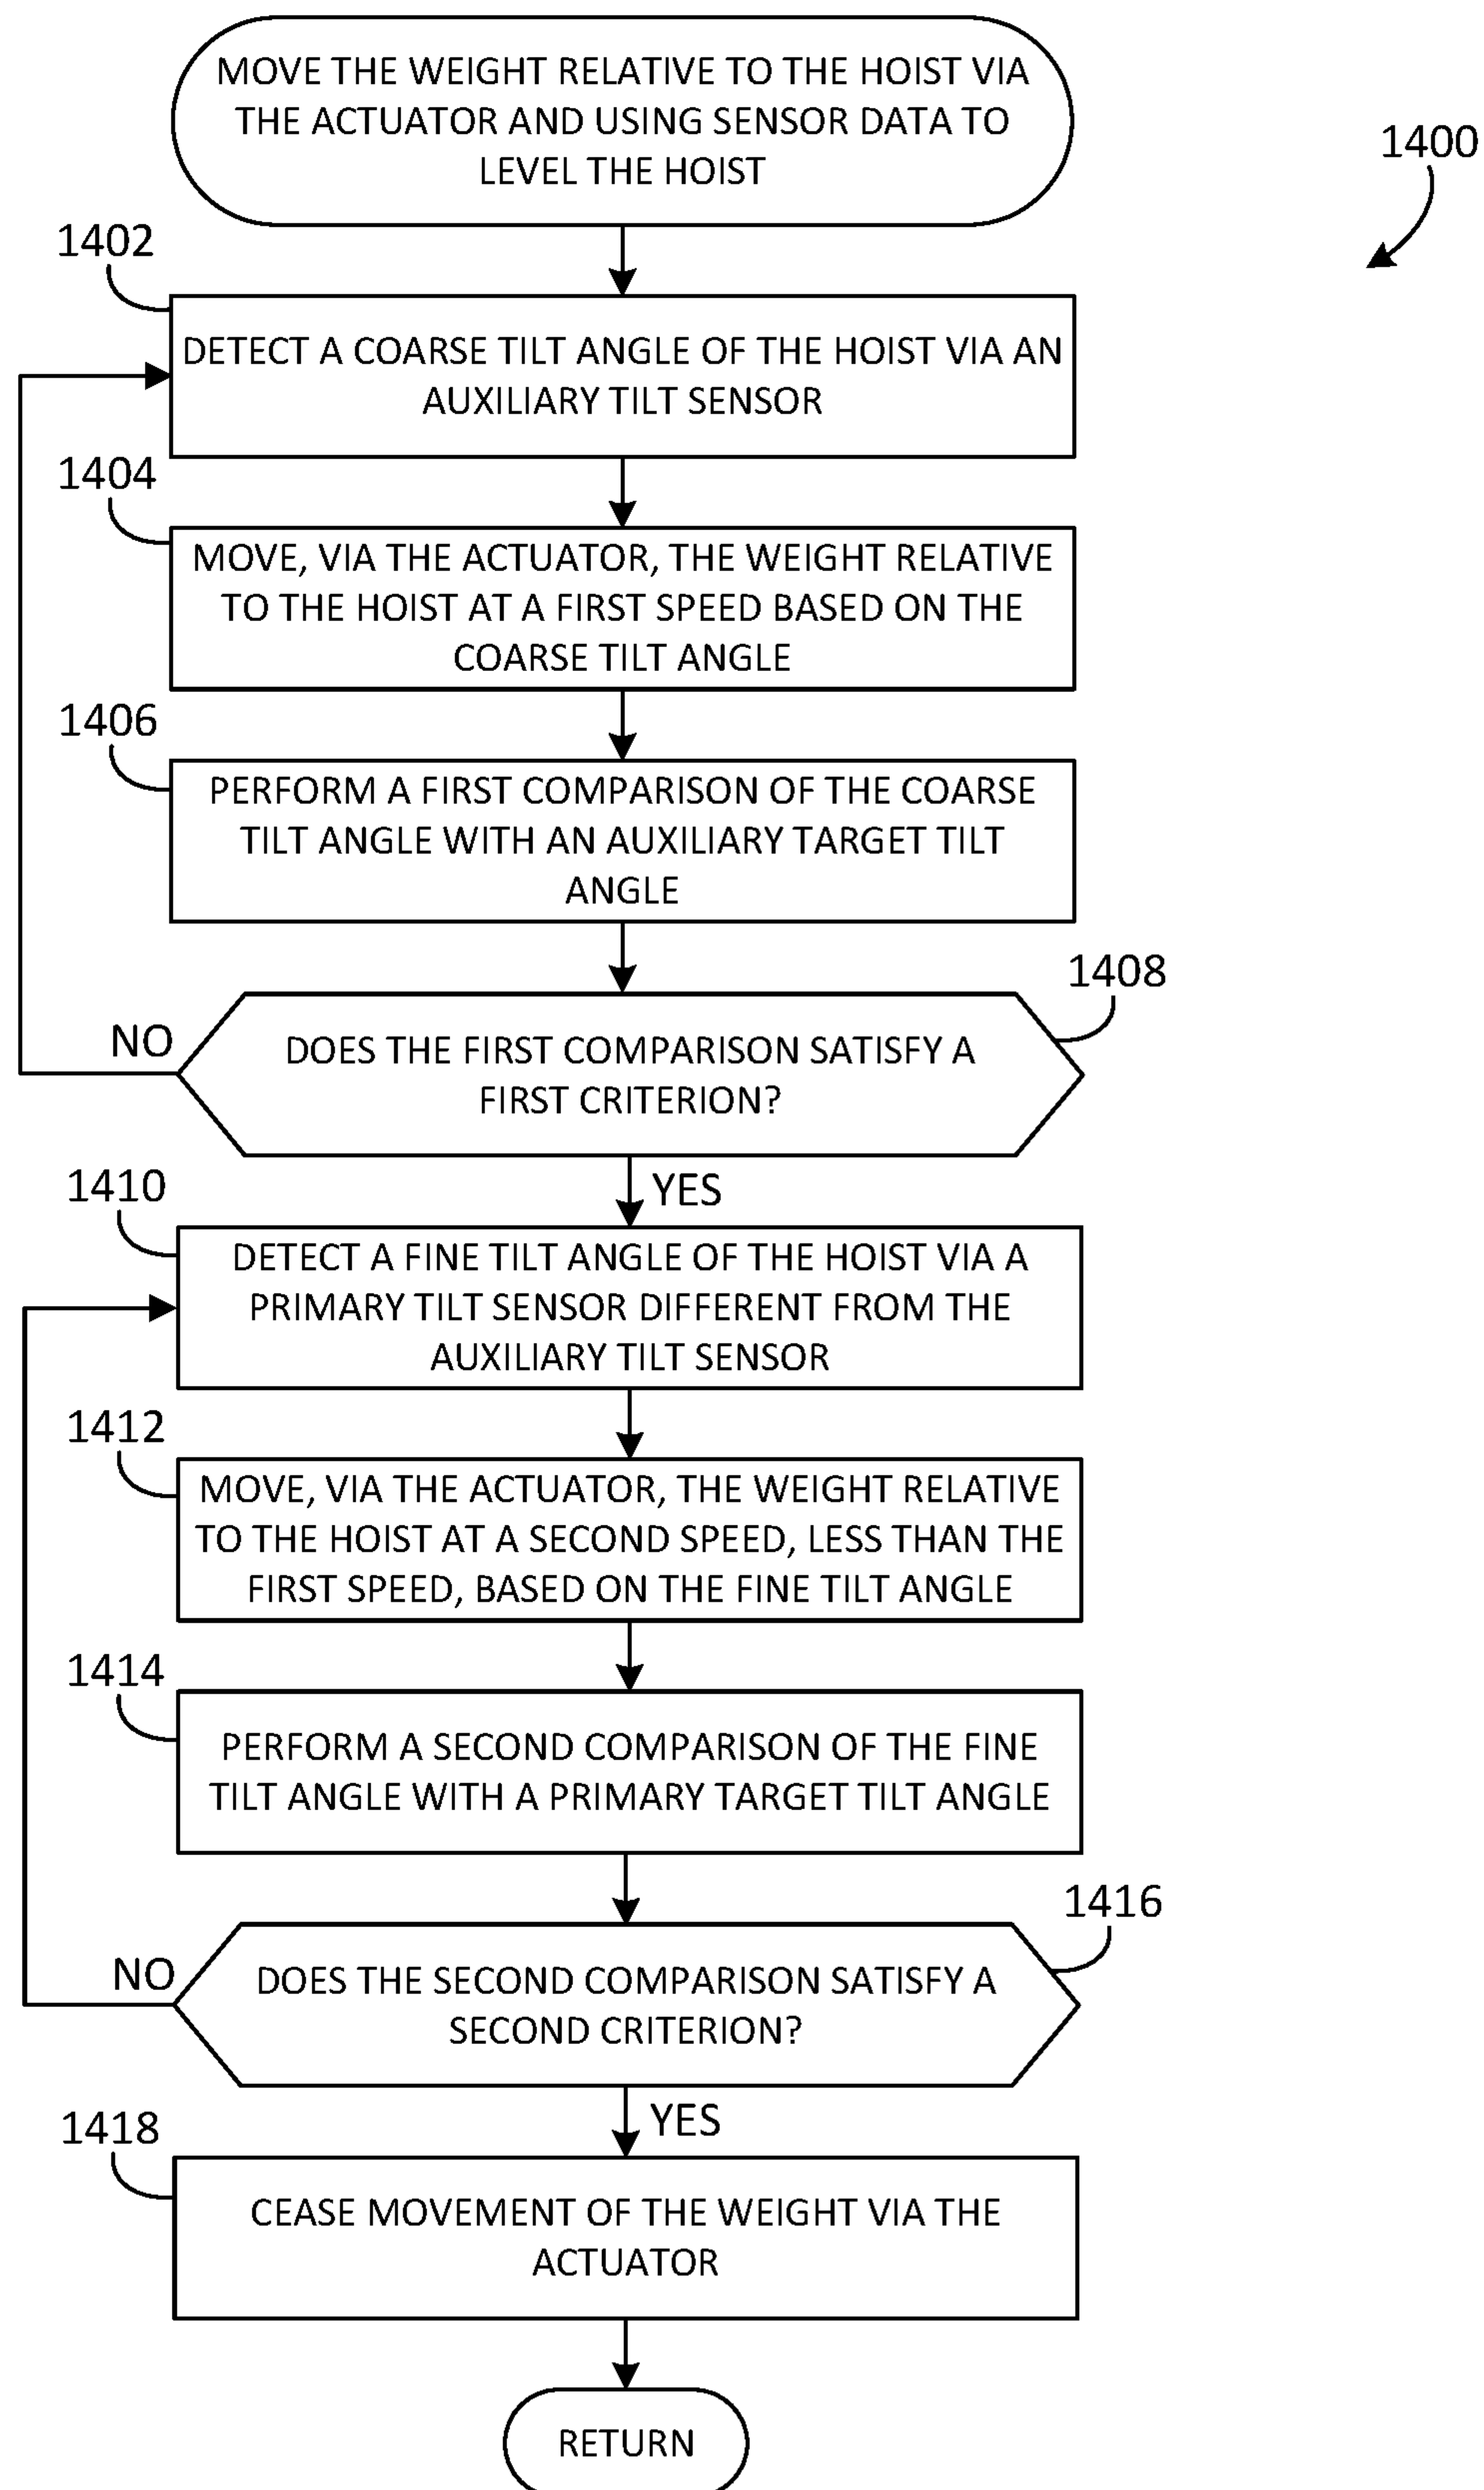 MOVE THE WEIGHT RELATIVE TO THE HOIST VIA
THE ACTUATOR AND USING SENSOR DATA TO
LEVEL THE HOIST
1400
1402
DETECT A COARSE TILT ANGLE OF THE HOIST VIA AN
AUXILIARY TILT SENSOR
1404
MOVE, VIA THE ACTUATOR, THE WEIGHT RELATIVE
TO THE HOIST AT A FIRST SPEED BASED ON THE
COARSE TILT ANGLE
1406
PERFORM A FIRST COMPARISON OF THE COARSE
TILT ANGLE WITH AN AUXILIARY TARGET TILT
ANGLE
1408
NO
DOES THE FIRST COMPARISON SATISFY A
FIRST CRITERION?
YES
1410
DETECT A FINE TILT ANGLE OF THE HOIST VIA A
PRIMARY TILT SENSOR DIFFERENT FROM THE
AUXILIARY TILT SENSOR
1412
MOVE, VIA THE ACTUATOR, THE WEIGHT RELATIVE
TO THE HOIST AT A SECOND SPEED, LESS THAN THE
FIRST SPEED, BASED ON THE FINE TILT ANGLE
1414
PERFORM A SECOND COMPARISON OF THE FINE
TILT ANGLE WITH A PRIMARY TARGET TILT ANGLE
1416
NO
DOES THE SECOND COMPARISON SATISFY A
SECOND CRITERION?
YES
1418
CEASE MOVEMENT OF THE WEIGHT VIA THE
ACTUATOR
RETURN